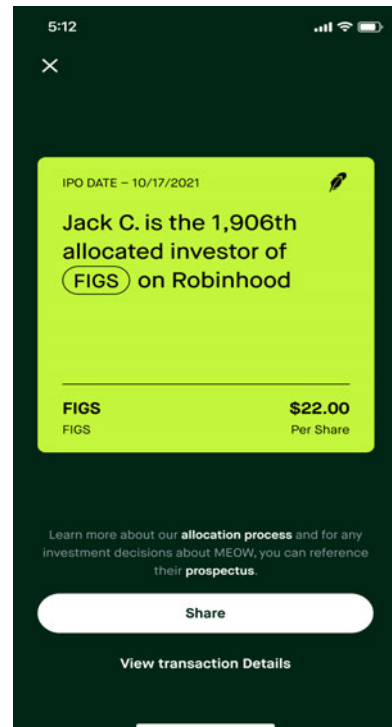 5:12
IPO DATE – 10/17/2021
Jack C. is the 1,906th
allocated investor of
FIGS on Robinhood
FIGS $22.00
FIGS Per Share
Learn more about our allocation process and for any
investment decisions about MEOW, you can reference
their prospectus.
Share
View transaction Details